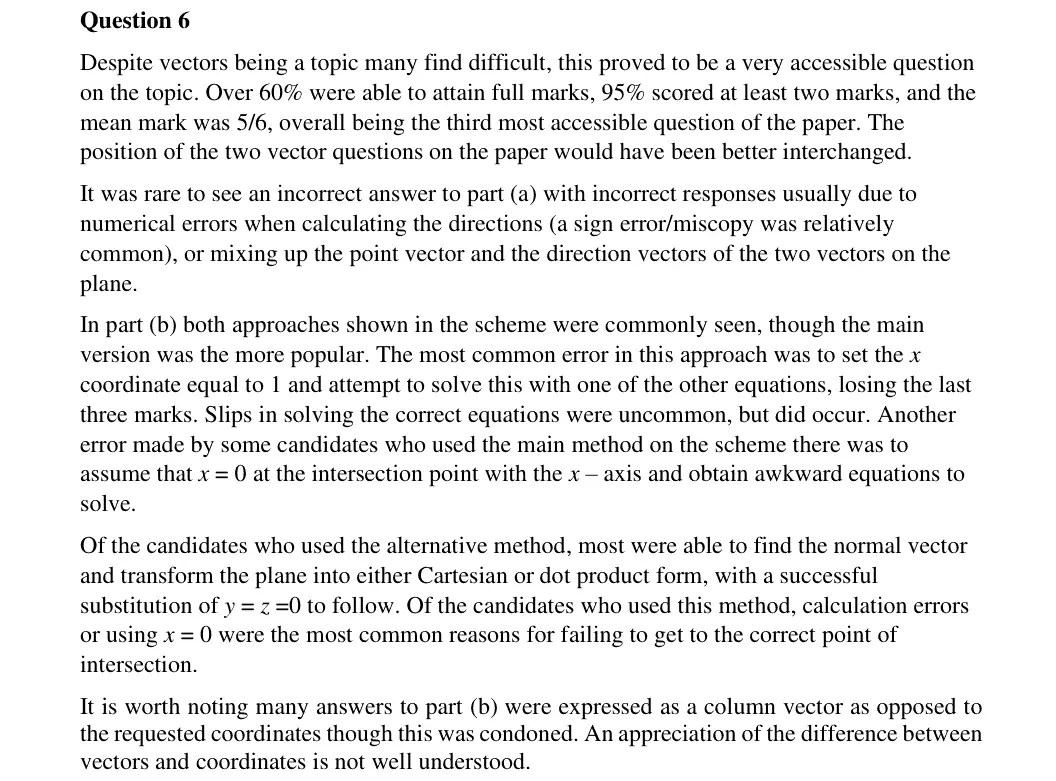 Question 6
Despite vectors being a topic many find difficult, this proved to be a very accessible question
on the topic. Over 60% were able to attain full marks, 95% scored at least two marks, and the
mean mark was 5/6, overall being the third most accessible question of the paper. The
position of the two vector questions on the paper would have been better interchanged.
It was rare to see an incorrect answer to part (a) with incorrect responses usually due to
numerical errors when calculating the directions (a sign error/miscopy was relatively
common), or mixing up the point vector and the direction vectors of the two vectors on the
plane.
In part (b) both approaches shown in the scheme were commonly seen, though the main
version was the more popular. The most common error in this approach was to set the x
coordinate equal to 1 and attempt to solve this with one of the other equations, losing the last
three marks. Slips in solving the correct equations were uncommon, but did occur. Another
error made by some candidates who used the main method on the scheme there was to
assume that x = 0 at the intersection point with the x – axis and obtain awkward equations to
solve.
Of the candidates who used the alternative method, most were able to find the normal vector
and transform the plane into either Cartesian or dot product form, with a successful
substitution of y = z =0 to follow. Of the candidates who used this method, calculation errors
or using x = 0 were the most common reasons for failing to get to the correct point of
intersection.
It is worth noting many answers to part (b) were expressed as a column vector as opposed to
the requested coordinates though this was condoned. An appreciation of the difference between
vectors and coordinates is not well understood.